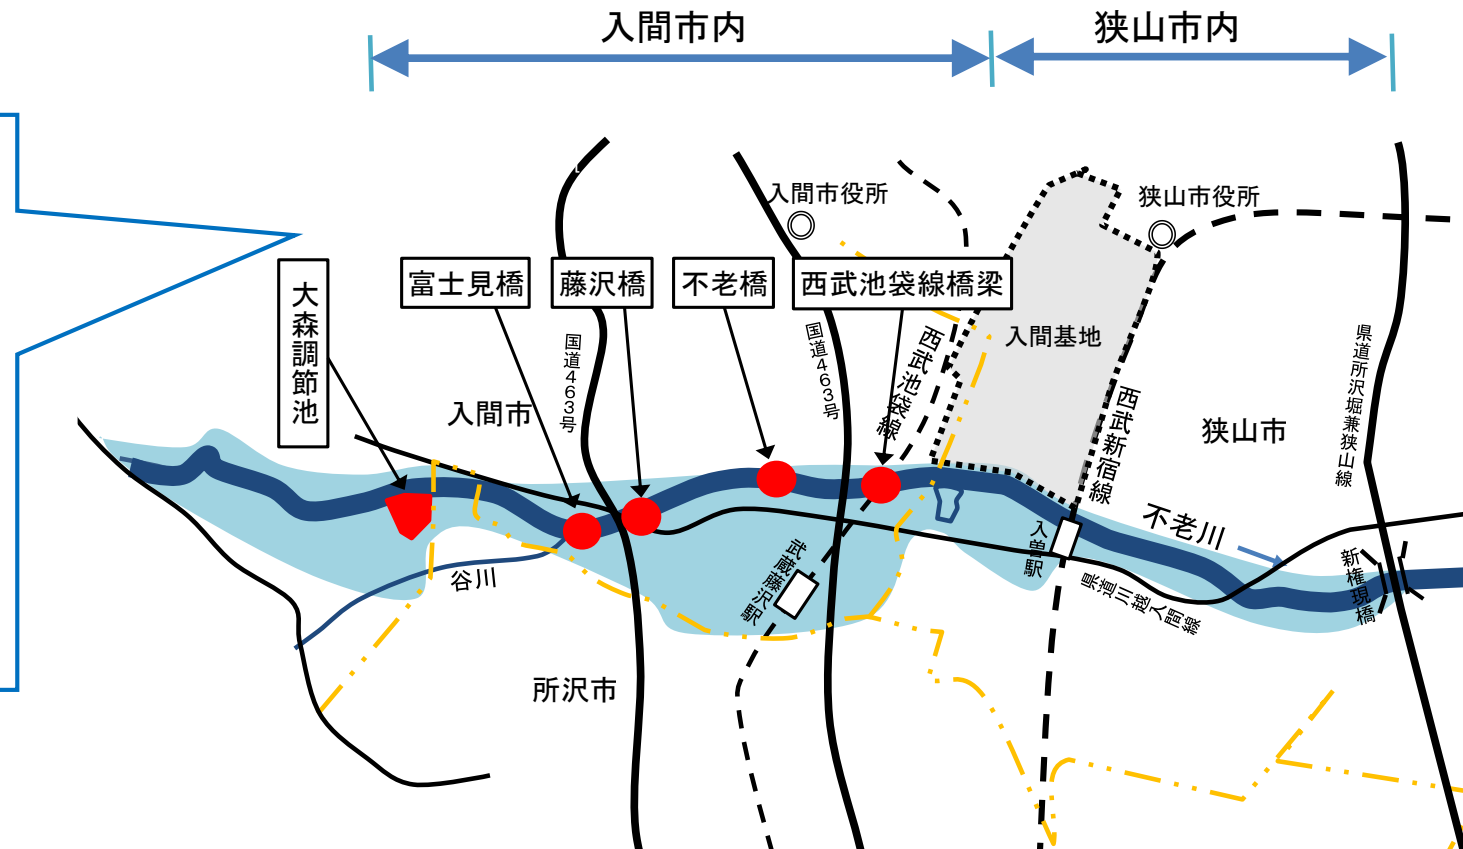 入間市内
狭山市内
入間市役所
狭山市役所
大森調節池
富士見橋
藤沢橋
不老橋
西武池袋線橋梁
国道463号
国道463号
西武池袋線
入間基地
西武新宿線
県道所沢堀兼狭山線
入間市
狭山市
不老川
入曽駅
武蔵藤沢駅
谷川
県道川越入間線
新権現橋
所沢市